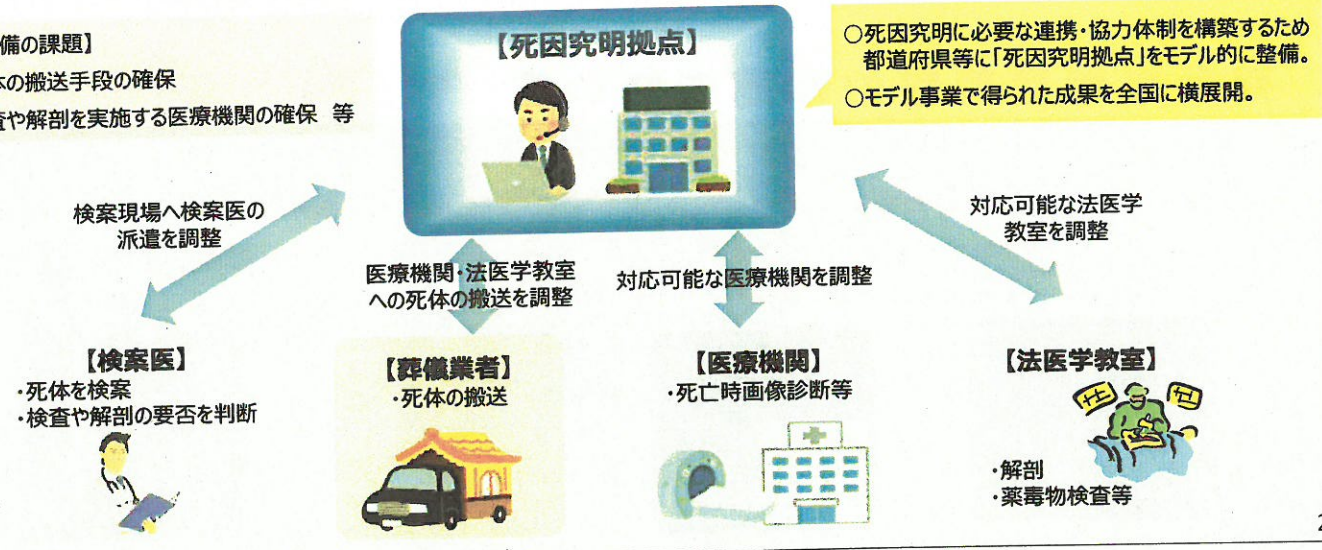 備の課題】
の搬送手段の確保
や解剖を実施する医療機関の確保 等
【死因究明拠点】
○死因究明に必要な連携・協力体制を構築するため
都道府県等に「死因究明拠点」をモデル的に整備。
○モデル事業で得られた成果を全国に横展開。
検案現場へ検案医の
派遣を調整
医療機関・法医学教室
への死体の搬送を調整
対応可能な医療機関を調整
対応可能な法医学
教室を調整
【検案医】
・死体を検案
・検査や解剖の要否を判断
【葬儀業者】
・死体の搬送
【医療機関】
・死亡時画像診断等
【法医学教室】
・解剖
・薬毒物検査等
2